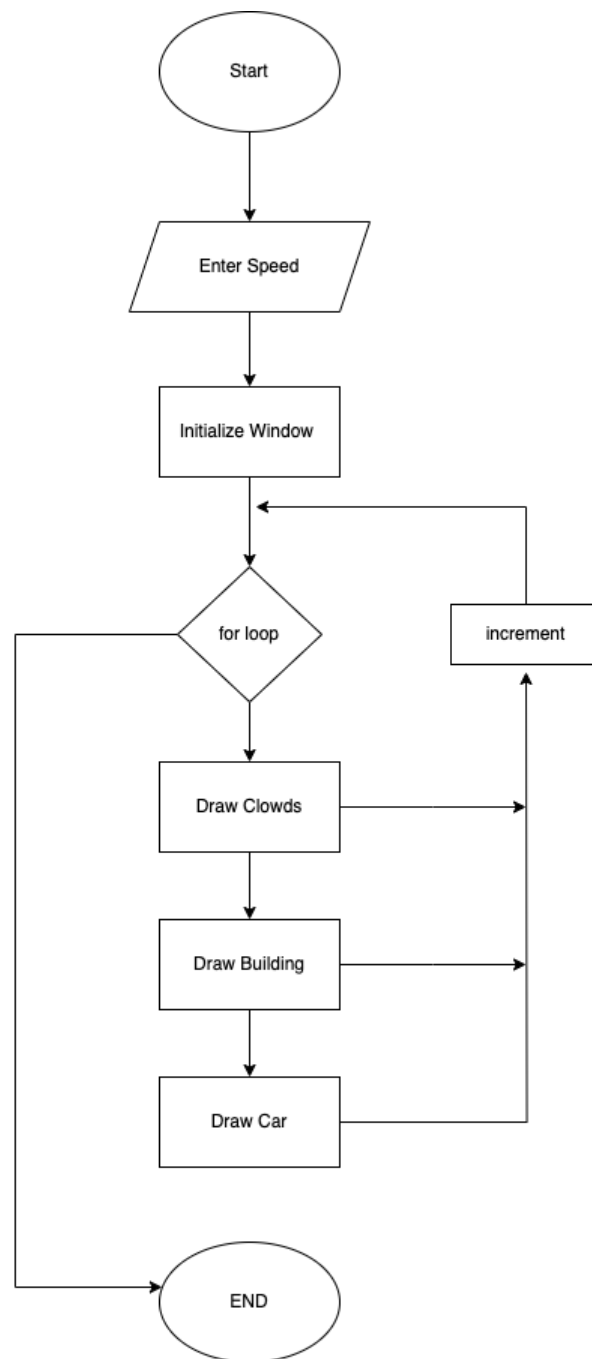 Start
Enter Speed
Initialize Window
for loop
increment
Draw Clowds
Draw Building
Draw Car
END